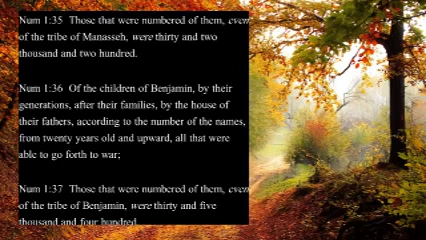 Num 1:35 Those that were numbered of them, even
of the tribe of Manasseh, were thirty and two
thousand and two hundred.
Num 1:36 Of the children of Benjamin, by their
generations, after their families, by the house of
their fathers, according to the number of the names,
from twenty years old and upward, all that were
able to go forth to war;
Num 1:37 Those that were numbered of them, even
of the tribe of Benjamin, were thirty and five
thousand and four hundred